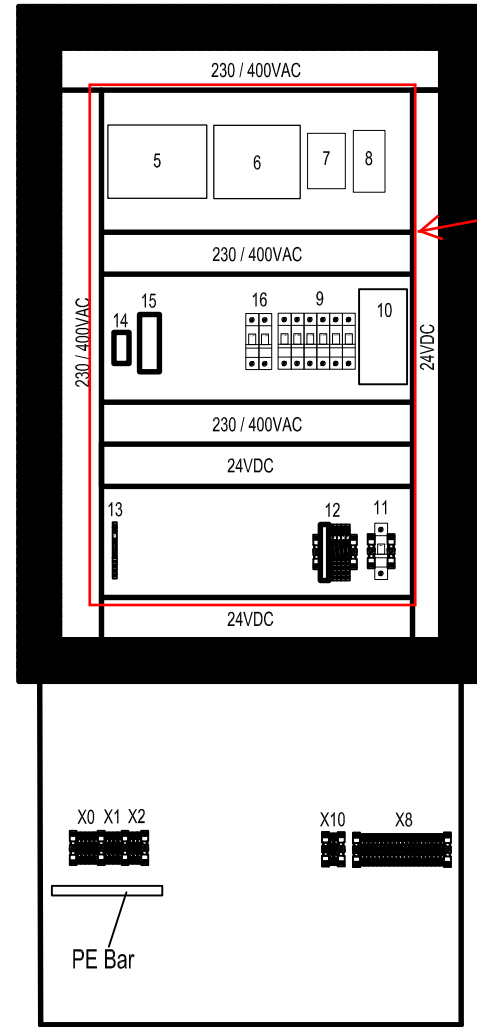 230 / 400VAC
5 6 7 8
230 / 400VAC
230 / 400VAC
24VDC
14 15 16 9 10
230 / 400VAC
24VDC
13 12 11
24VDC
X0 X1 X2 X10 X8
PE Bar